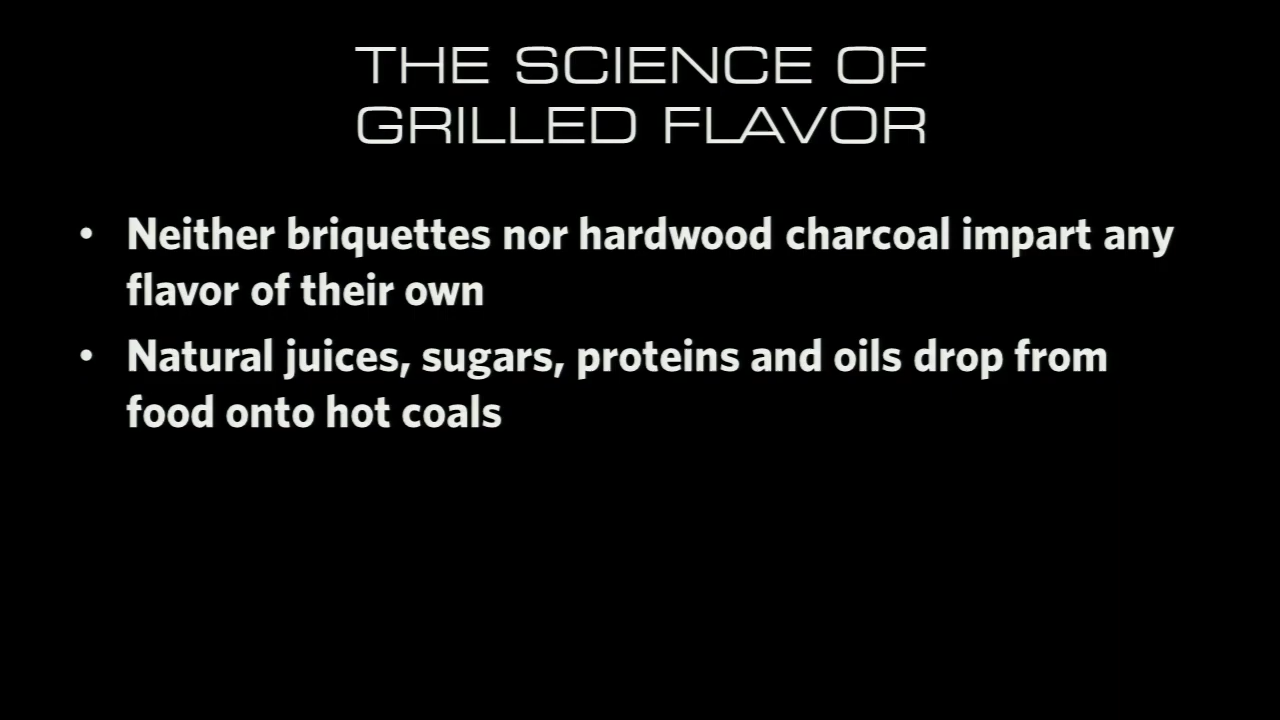 THE SCIENCE OF
GRILLED FLAVOR
• Neither briquettes nor hardwood charcoal impart any
flavor of their own
• Natural juices, sugars, proteins and oils drop from
food onto hot coals